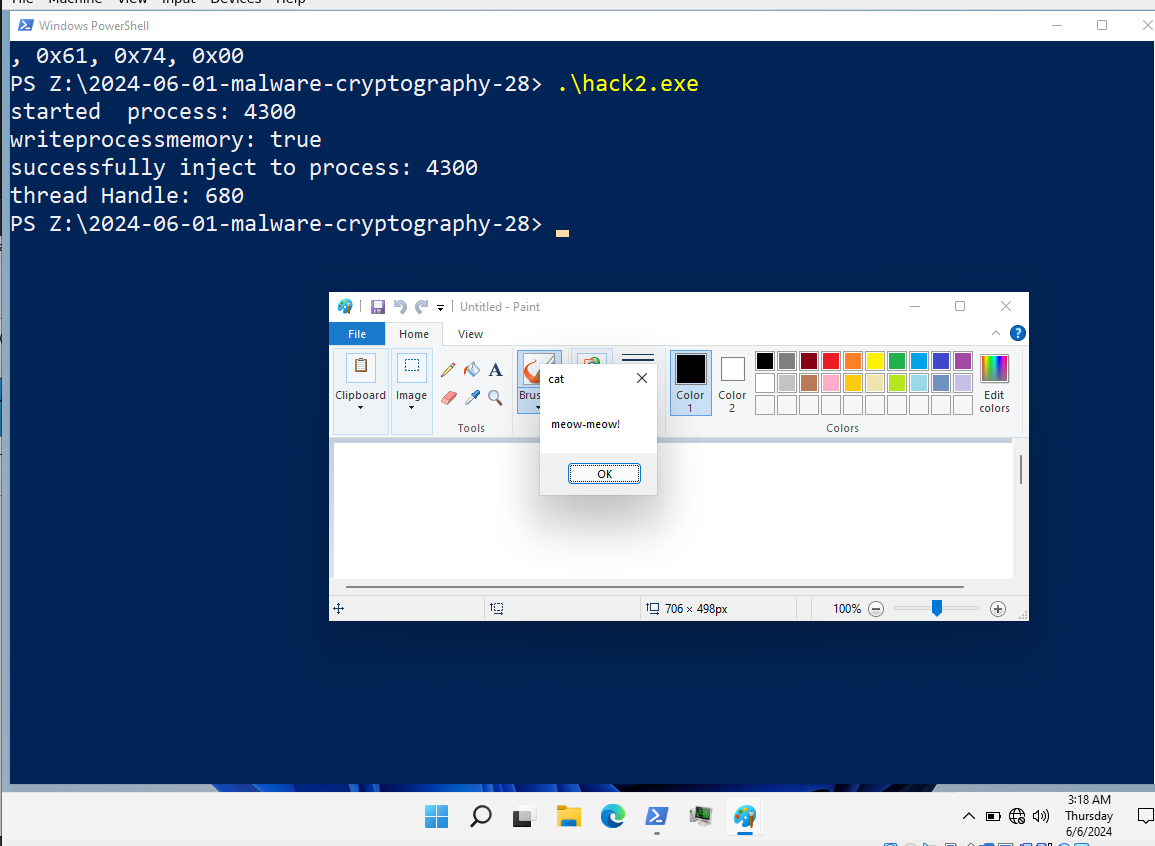 File Machine View Input Devices Help
Windows PowerShell
, 0x61, 0x74, 0x00
PS Z:\2024-06-01-malware-cryptography-28> .\hack2.exe
started  process: 4300
writeprocessmemory: true
successfully inject to process: 4300
thread Handle: 680
PS Z:\2024-06-01-malware-cryptography-28>
Untitled - Paint
File Home View
Clipboard
Image
Tools
Brus
Color 1
Color 2
Edit colors
Colors
cat
meow-meow!
OK
706 × 498px
100%
3:18 AM
Thursday
6/6/2024